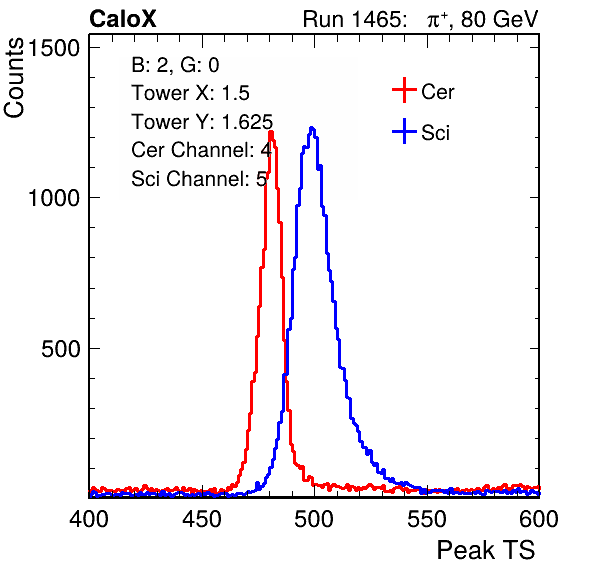 CaloX Run 1465: π⁺, 80 GeV
Counts
1500
1000
500
B: 2, G: 0
Tower X: 1.5
Tower Y: 1.625
Cer Channel: 4
Sci Channel: 5
Cer
Sci
400 450 500 550 600
Peak TS